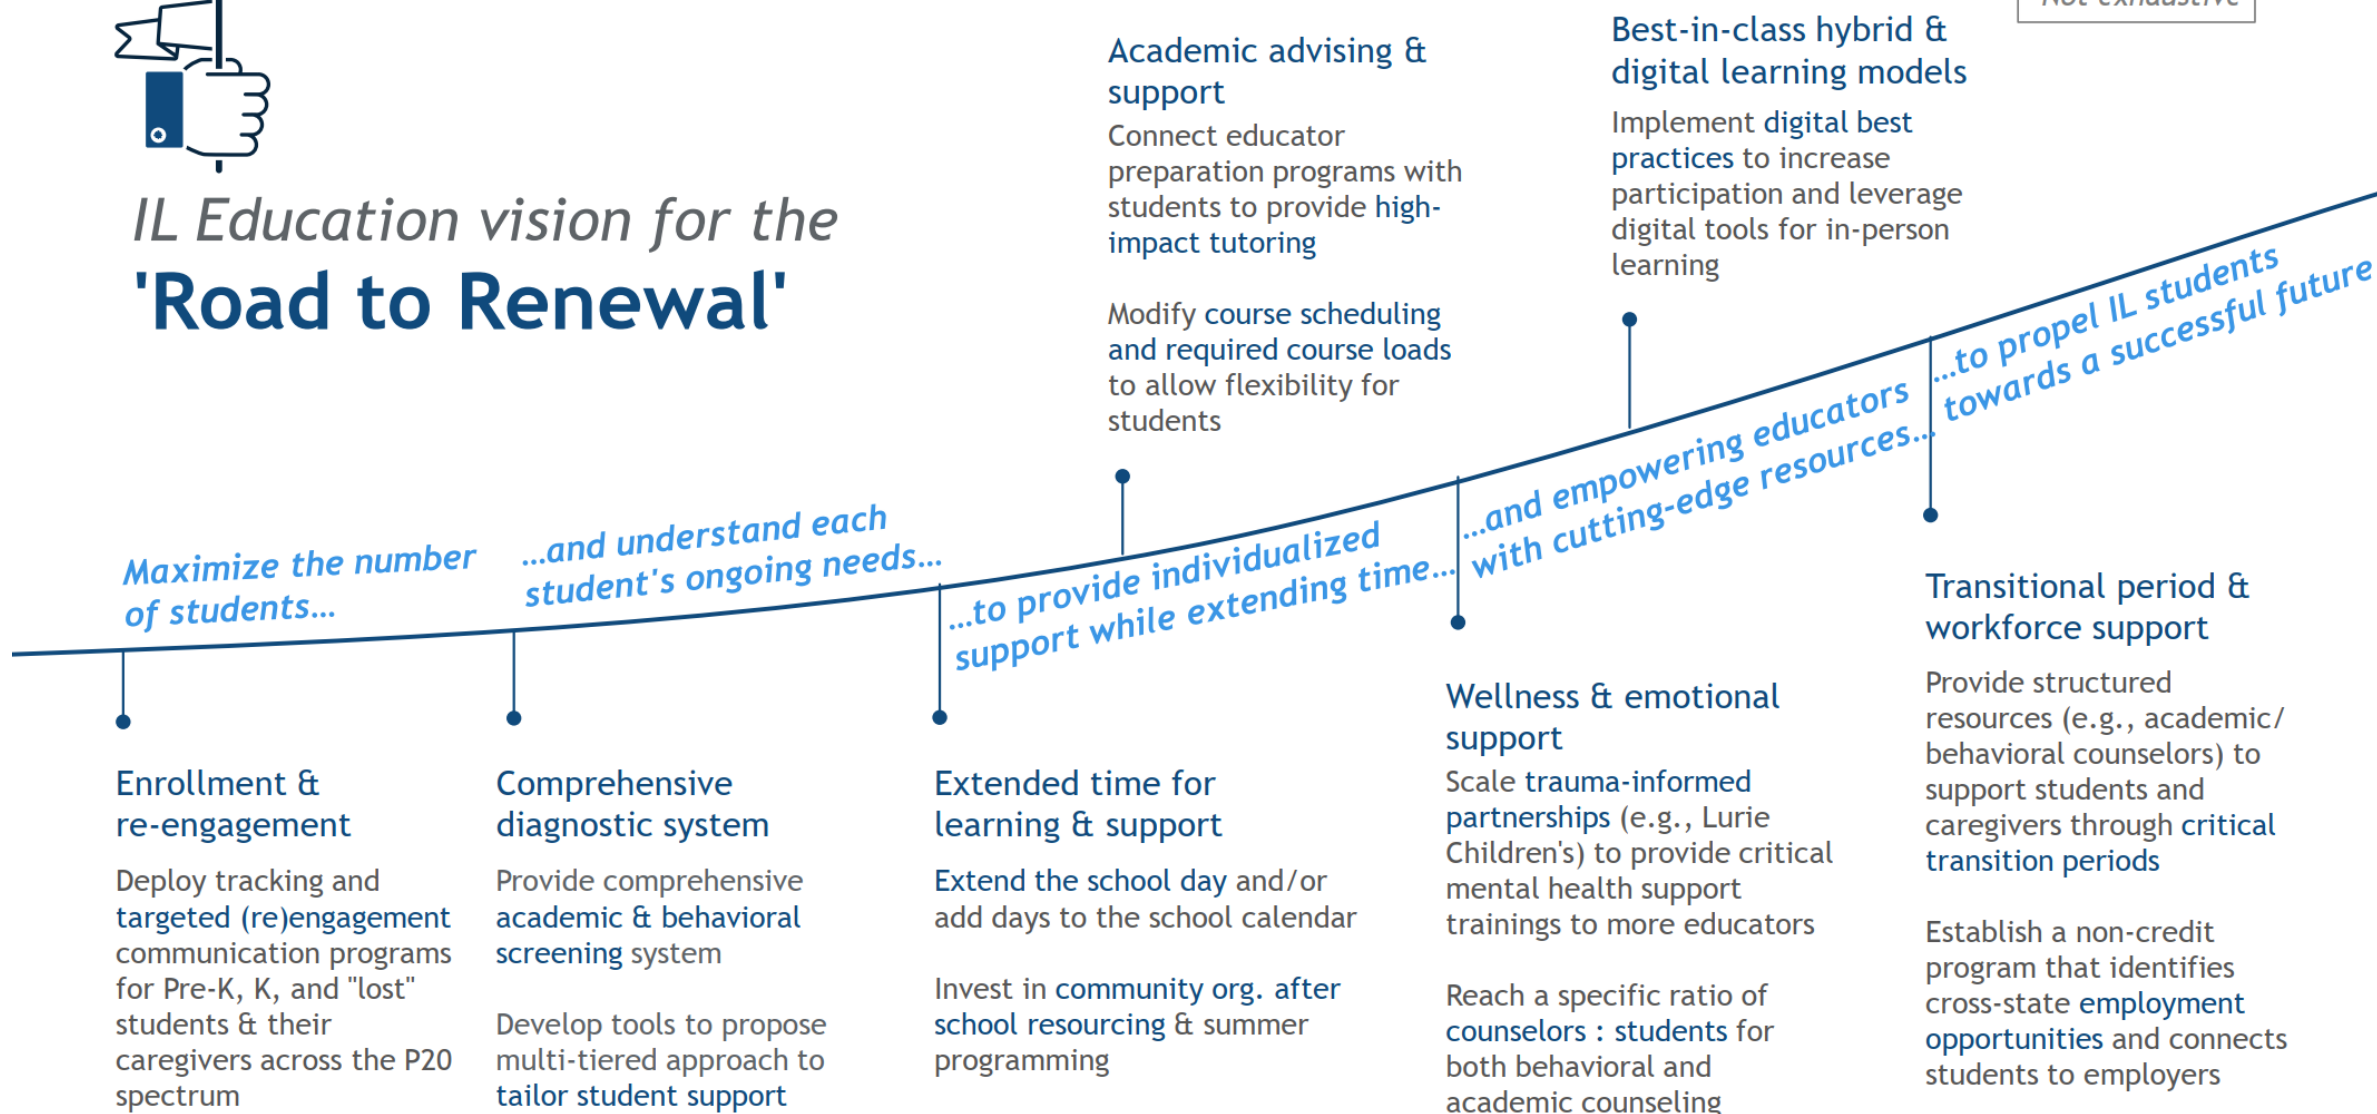 Not exhaustive
IL Education vision for the
'Road to Renewal'
Academic advising &
support
Connect educator
preparation programs with
students to provide high-
impact tutoring
Modify course scheduling
and required course loads
to allow flexibility for
students
Best-in-class hybrid &
digital learning models
Implement digital best
practices to increase
participation and leverage
digital tools for in-person
learning
Maximize the number
of students...
...and understand each
student's ongoing needs...
...to provide individualized
support while extending time...
...and empowering educators
with cutting-edge resources...
...to propel IL students
towards a successful future
Enrollment &
re-engagement
Deploy tracking and
targeted (re)engagement
communication programs
for Pre-K, K, and "lost"
students & their
caregivers across the P20
spectrum
Comprehensive
diagnostic system
Provide comprehensive
academic & behavioral
screening system
Develop tools to propose
multi-tiered approach to
tailor student support
Extended time for
learning & support
Extend the school day and/or
add days to the school calendar
Invest in community org. after
school resourcing & summer
programming
Wellness & emotional
support
Scale trauma-informed
partnerships (e.g., Lurie
Children's) to provide critical
mental health support
trainings to more educators
Reach a specific ratio of
counselors : students for
both behavioral and
academic counseling
Transitional period &
workforce support
Provide structured
resources (e.g., academic/
behavioral counselors) to
support students and
caregivers through critical
transition periods
Establish a non-credit
program that identifies
cross-state employment
opportunities and connects
students to employers